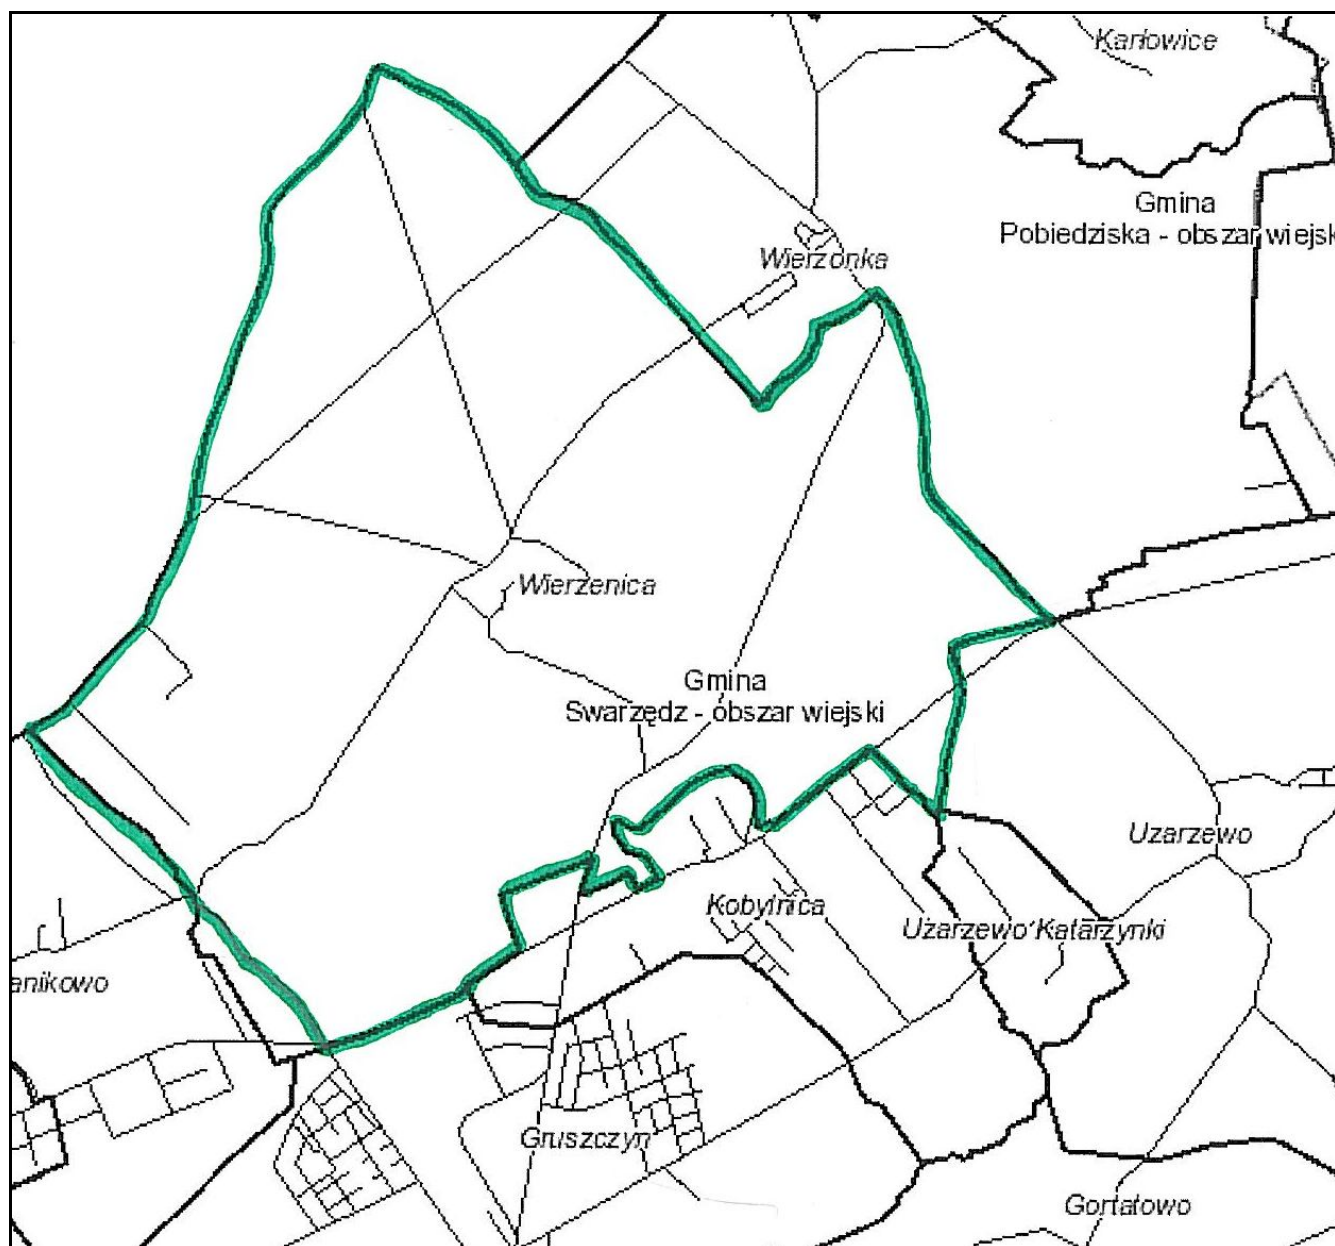 Karłowice
Gmina
Pobiedziska - obszar wiejsk
Wierzonka
Wierzenica
Gmina
Swarzędz - obszar wiejski
Uzarzewo
Kobylnica
Uzarzewo Katarzynki
anikowo
Gruszczyn
Gortatowo